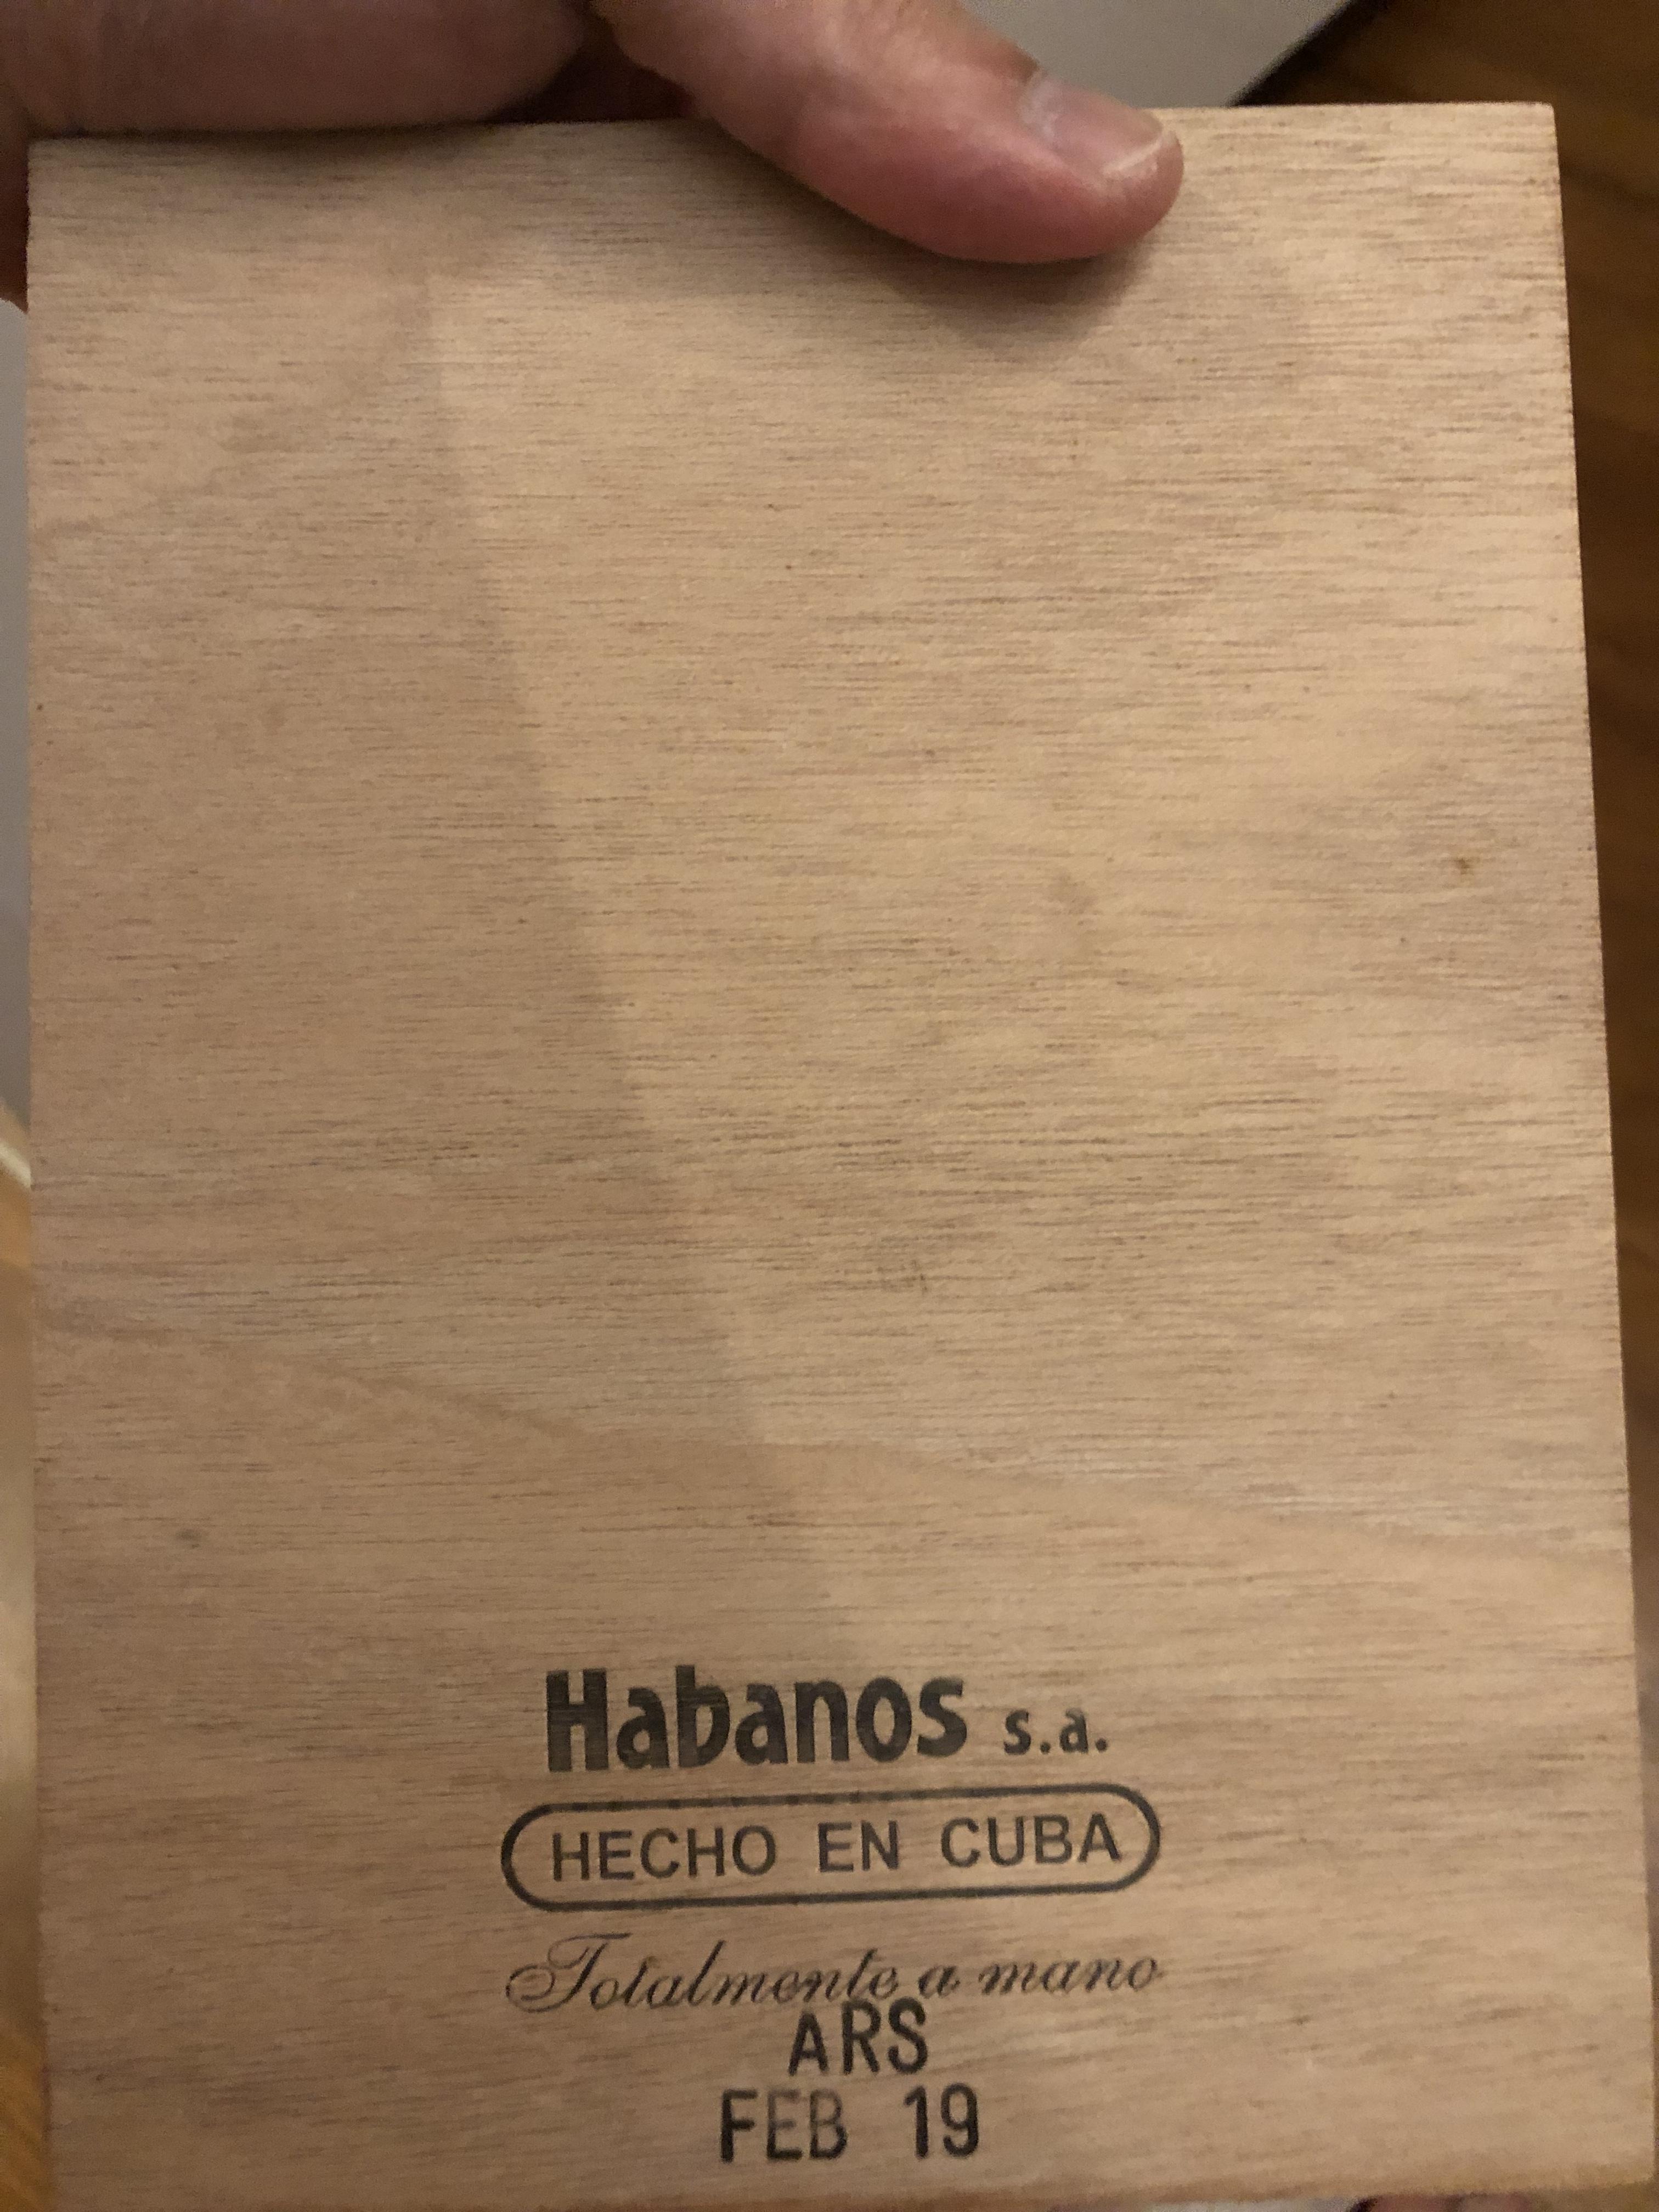 Habanos s.a.
HECHO EN CUBA
Totalmente a mano
ARS
FEB 19